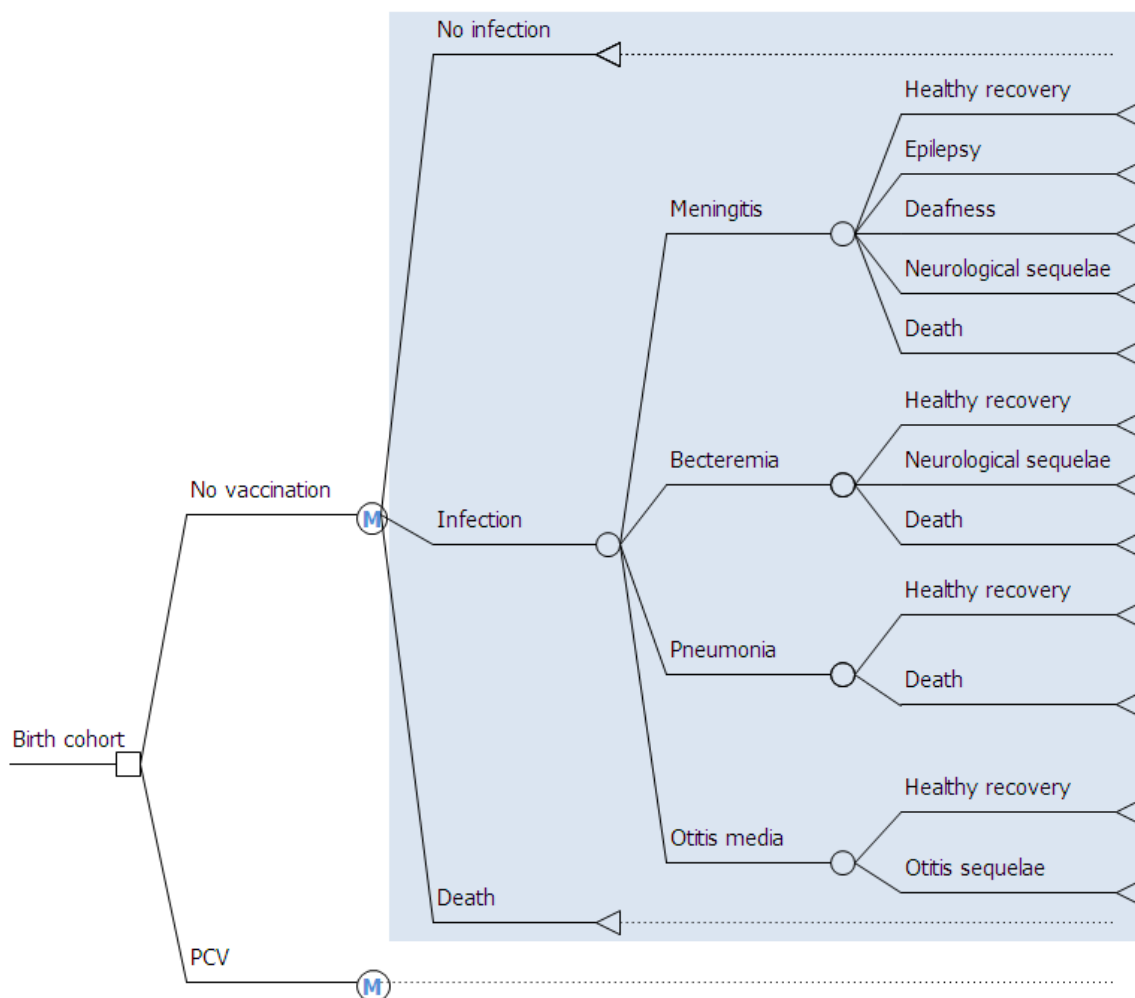 No infection
Healthy recovery
Epilepsy
Meningitis
Deafness
Neurological sequelae
Death
Healthy recovery
Becteremia
Neurological sequelae
No vaccination
M
Infection
Death
Healthy recovery
Pneumonia
Death
Birth cohort
Healthy recovery
Otitis media
Otitis sequelae
Death
PCV
M